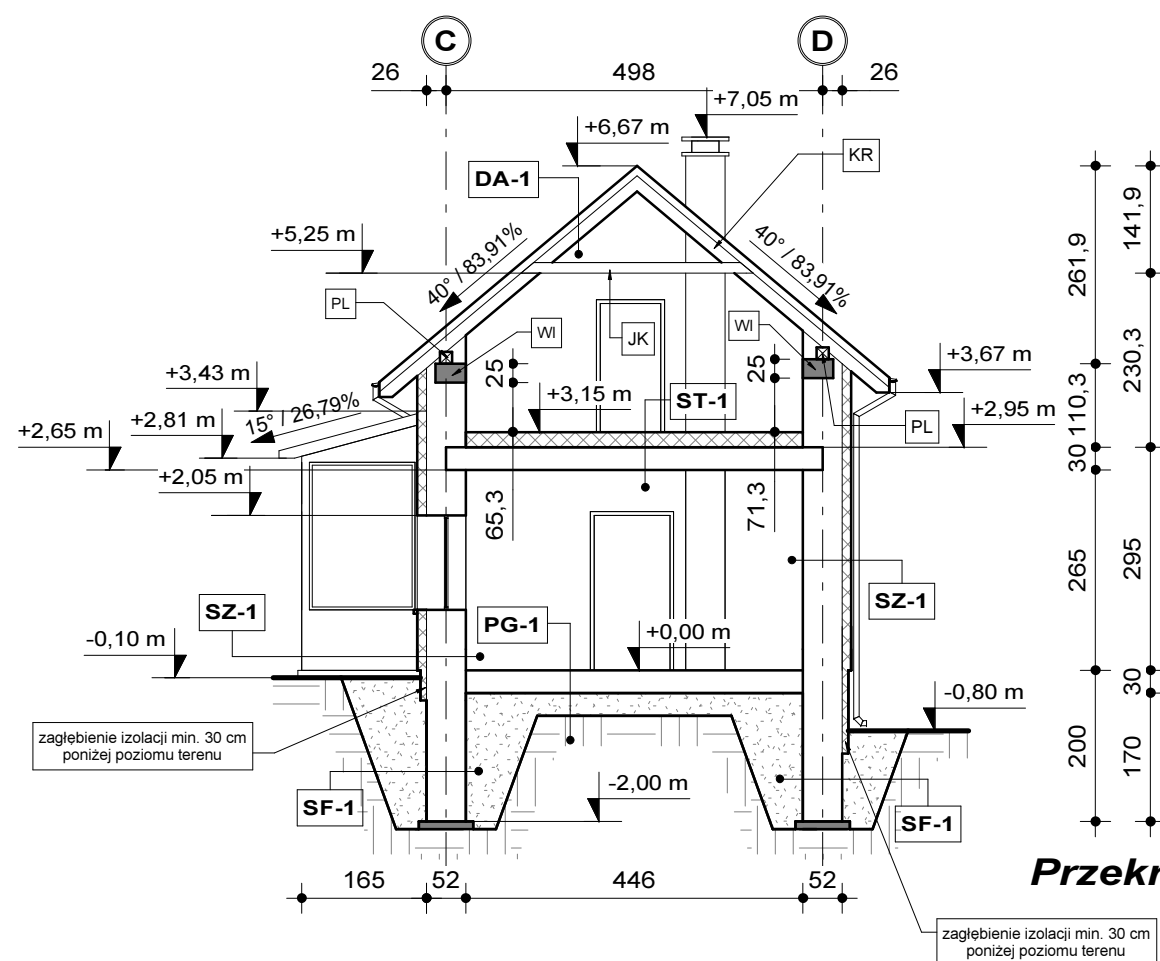 C
D
26
498
26
+7,05 m
+6,67 m
KR
DA-1
+5,25 m
40° / 83,91%
40° / 83,91%
PL
WI
JK
WI
25
25
+3,67 m
+3,43 m
+3,15 m
ST-1
15° / 26,79%
PL
+2,95 m
+2,81 m
+2,65 m
+2,05 m
65,3
71,3
SZ-1
SZ-1
PG-1
+0,00 m
-0,10 m
-0,80 m
zagłębienie izolacji min. 30 cm
poniżej poziomu terenu
-2,00 m
SF-1
SF-1
261,9
110,3
30
265
200
141,9
230,3
295
30
170
165
52
446
52
Przekr
zagłębienie izolacji min. 30 cm
poniżej poziomu terenu